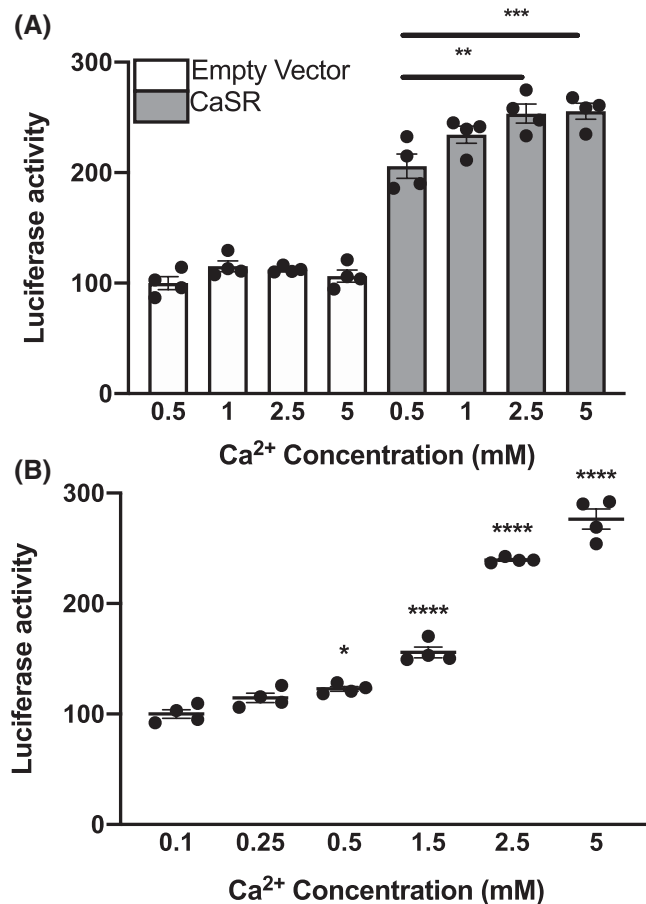 (A)
***
**
300
Empty Vector
CaSR
200
100
0
Luciferase activity
0.5 1 2.5 5 0.5 1 2.5 5
Ca²⁺ Concentration (mM)
(B)
300
****
****
****
*
200
100
0
Luciferase activity
0.1 0.25 0.5 1.5 2.5 5
Ca²⁺ Concentration (mM)